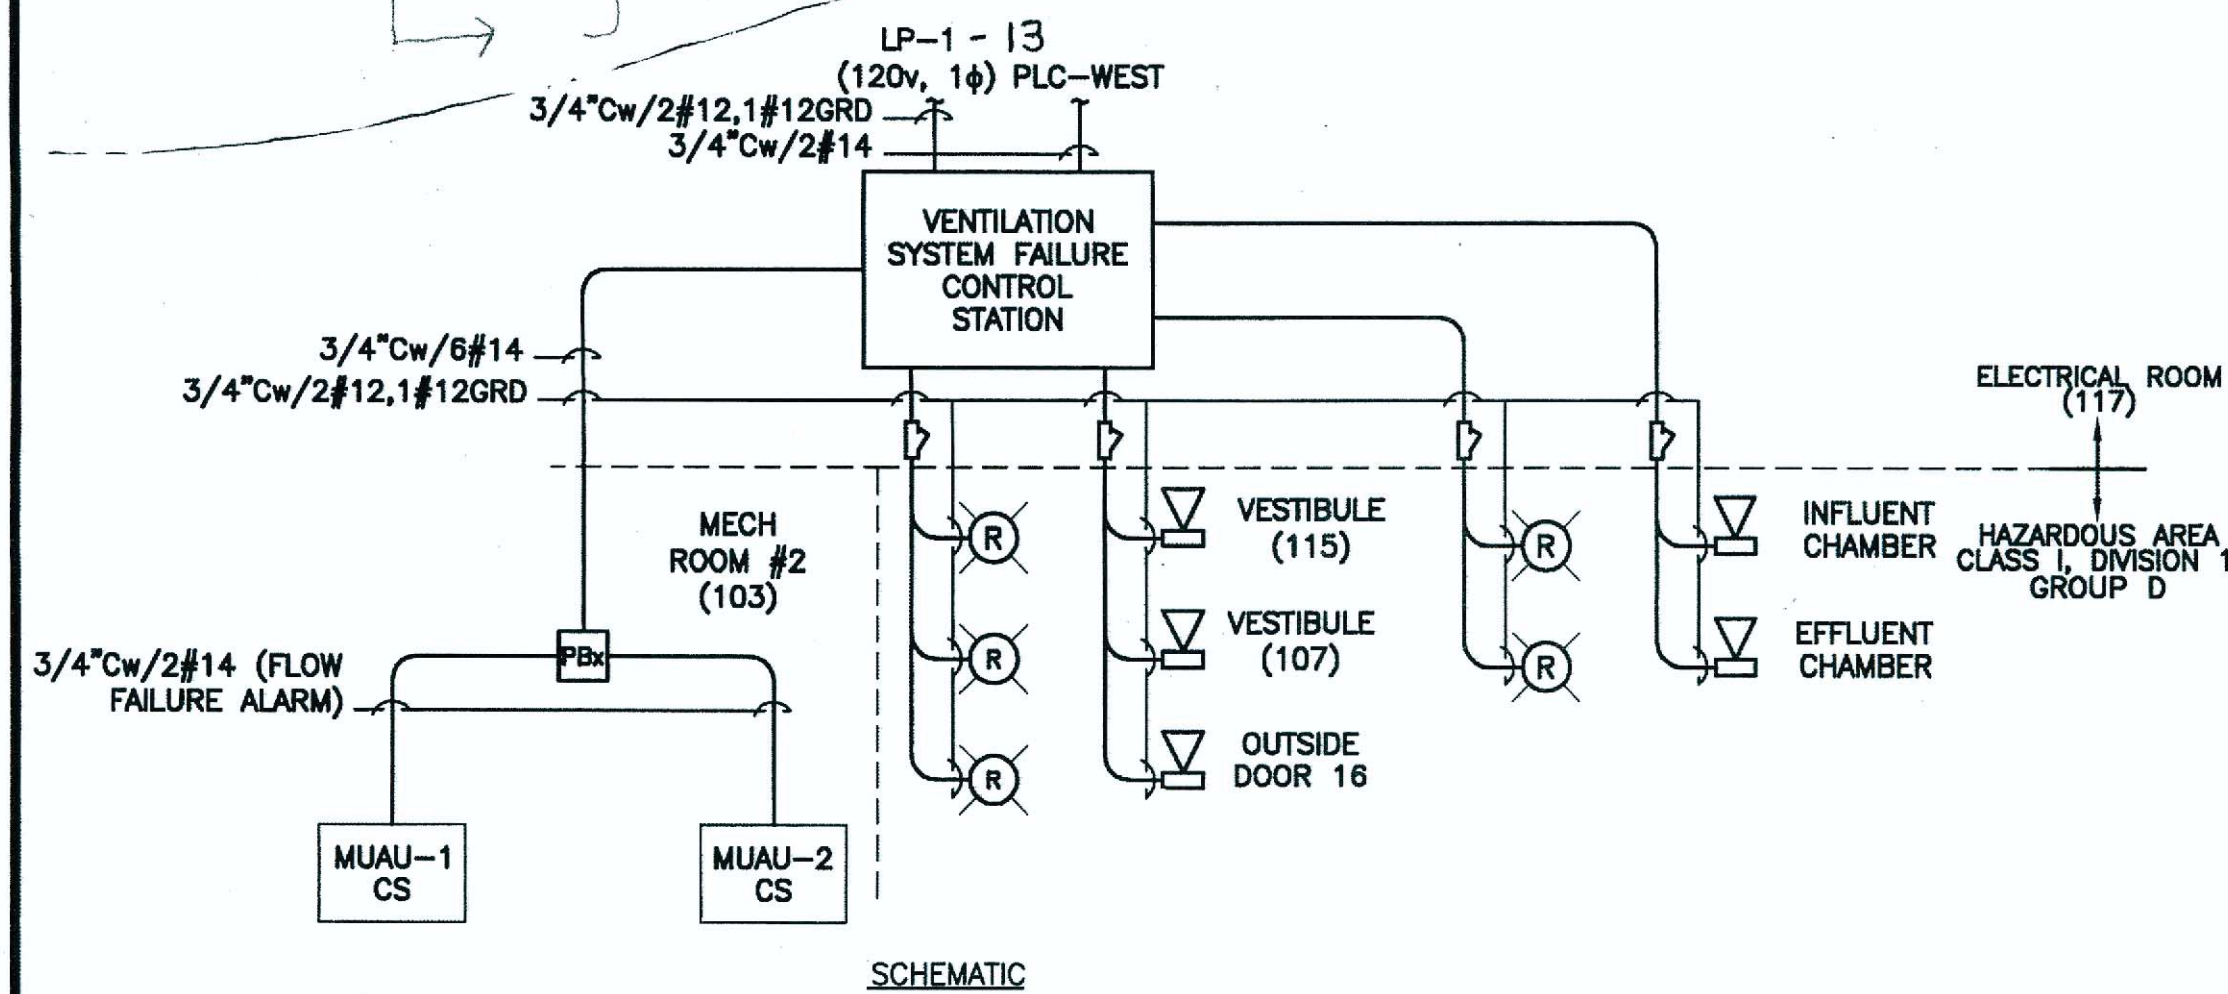 LP-1 - 13
(120v, 1ϕ) PLC-WEST
3/4"Cw/2#12,1#12GRD
3/4"Cw/2#14
VENTILATION
SYSTEM FAILURE
CONTROL
STATION
3/4"Cw/6#14
3/4"Cw/2#12,1#12GRD
ELECTRICAL ROOM
(117)
HAZARDOUS AREA
CLASS I, DIVISION 1
GROUP D
MECH
ROOM #2
(103)
R
VESTIBULE
(115)
R
INFLUENT
CHAMBER
R
VESTIBULE
(107)
R
EFFLUENT
CHAMBER
R
OUTSIDE
DOOR 16
PBx
3/4"Cw/2#14 (FLOW
FAILURE ALARM)
MUAU-1
CS
MUAU-2
CS
SCHEMATIC